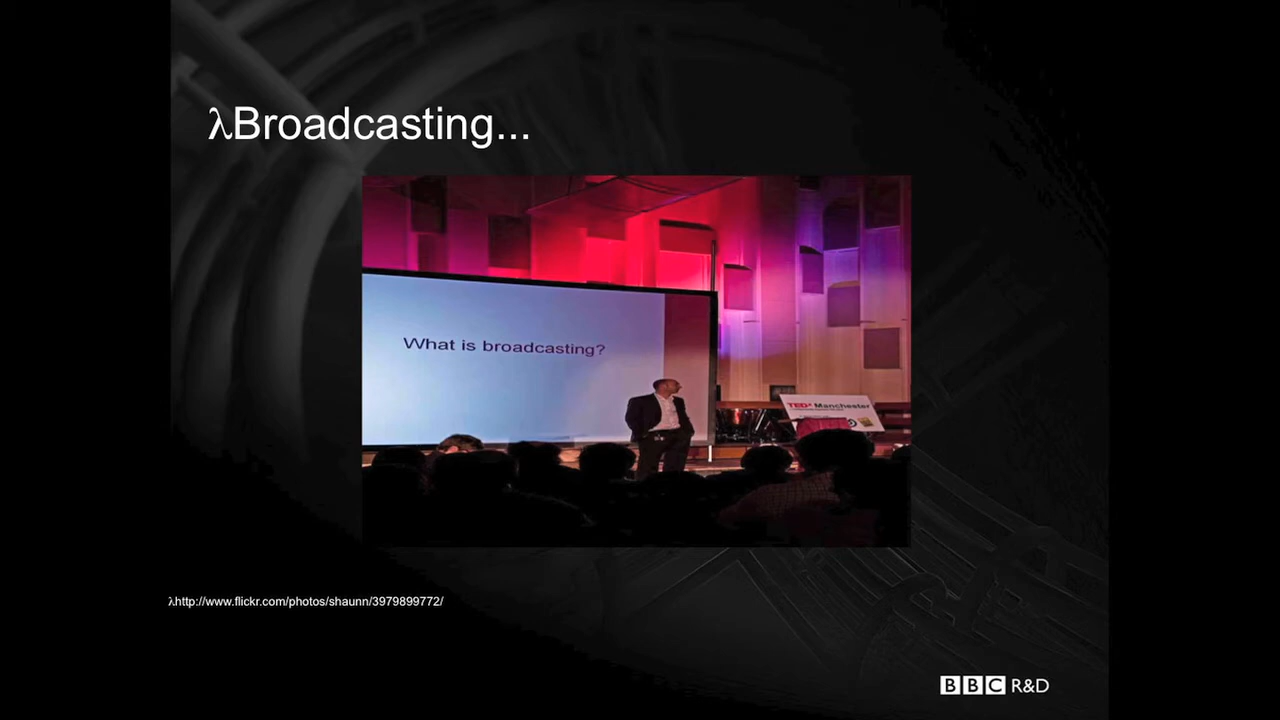 λBroadcasting...
What is broadcasting?
TEDx Manchester
λhttp://www.flickr.com/photos/shaunn/3979899772/
BBC R&D